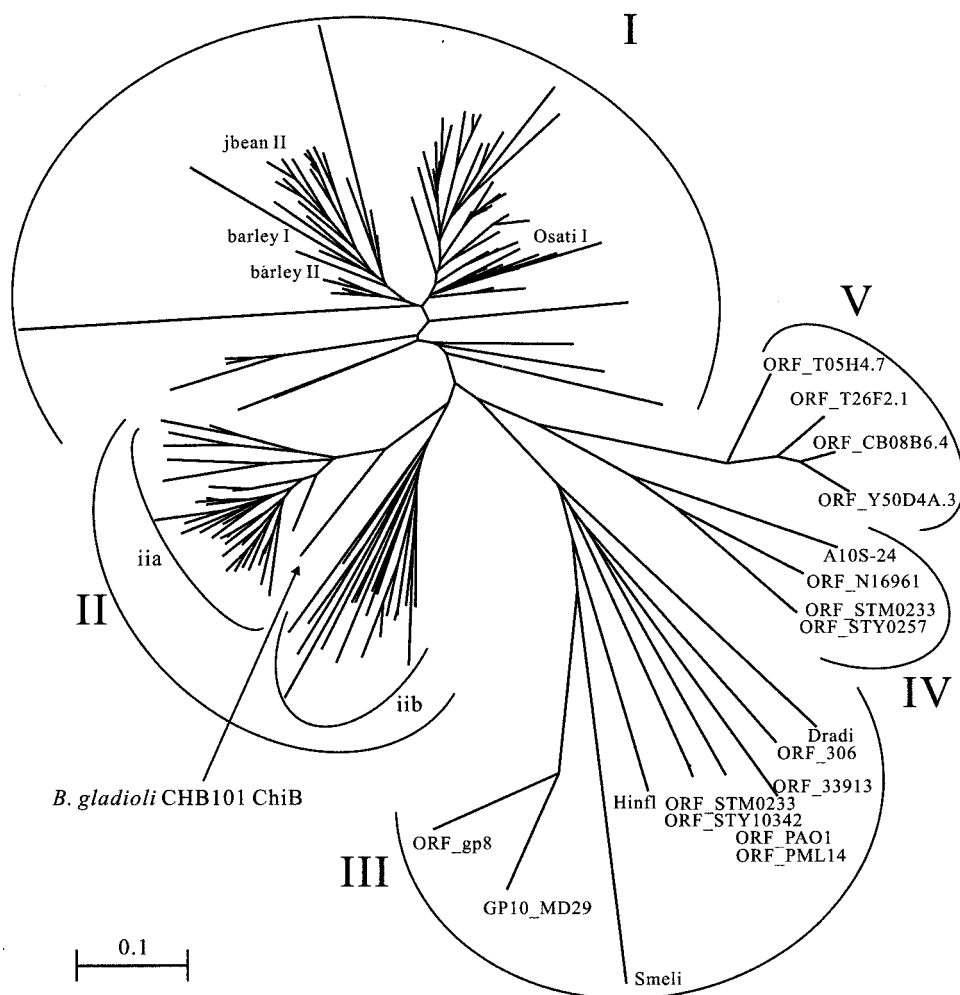 I
jbean II
barley I
bárley II
Osati I
V
ORF_T05H4.7
ORF_T26F2.1
ORF_CB08B6.4
ORF_Y50D4A.3
A10S-24
ORF_N16961
ORF_STM0233
ORF_STY0257
IV
iia
II
iib
B. gladioli CHB101 ChiB
Dradi
ORF_306
ORF_33913
Hinfl
ORF_STM0233
ORF_STY10342
ORF_PAO1
ORF_PML14
ORF_gp8
III
GP10_MD29
Smeli
0.1